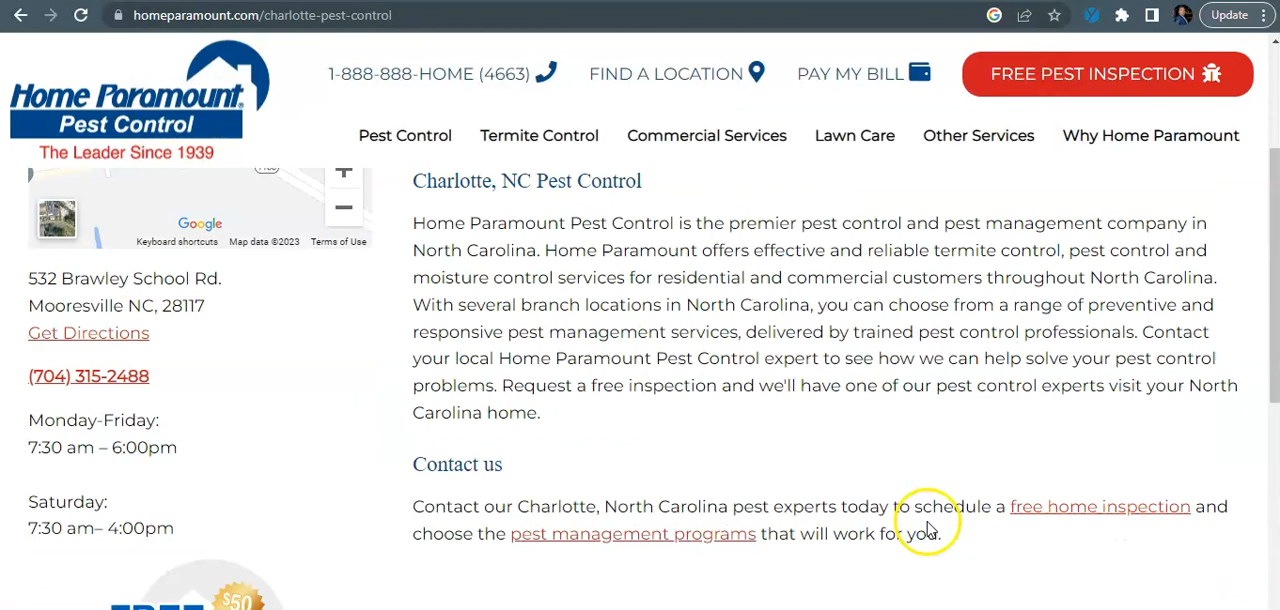 homeparamount.com/charlotte-pest-control
Update
Home Paramount
Pest Control
The Leader Since 1939
1-888-888-HOME (4663)
FIND A LOCATION
PAY MY BILL
FREE PEST INSPECTION
Pest Control
Termite Control
Commercial Services
Lawn Care
Other Services
Why Home Paramount
Google
Keyboard shortcuts
Map data ©2023
Terms of Use
532 Brawley School Rd.
Mooresville NC, 28117
Get Directions
(704) 315-2488
Monday-Friday:
7:30 am – 6:00pm
Saturday:
7:30 am– 4:00pm
FREE
$50
Charlotte, NC Pest Control
Home Paramount Pest Control is the premier pest control and pest management company in
North Carolina. Home Paramount offers effective and reliable termite control, pest control and
moisture control services for residential and commercial customers throughout North Carolina.
With several branch locations in North Carolina, you can choose from a range of preventive and
responsive pest management services, delivered by trained pest control professionals. Contact
your local Home Paramount Pest Control expert to see how we can help solve your pest control
problems. Request a free inspection and we'll have one of our pest control experts visit your North
Carolina home.
Contact us
Contact our Charlotte, North Carolina pest experts today to schedule a free home inspection and
choose the pest management programs that will work for you.